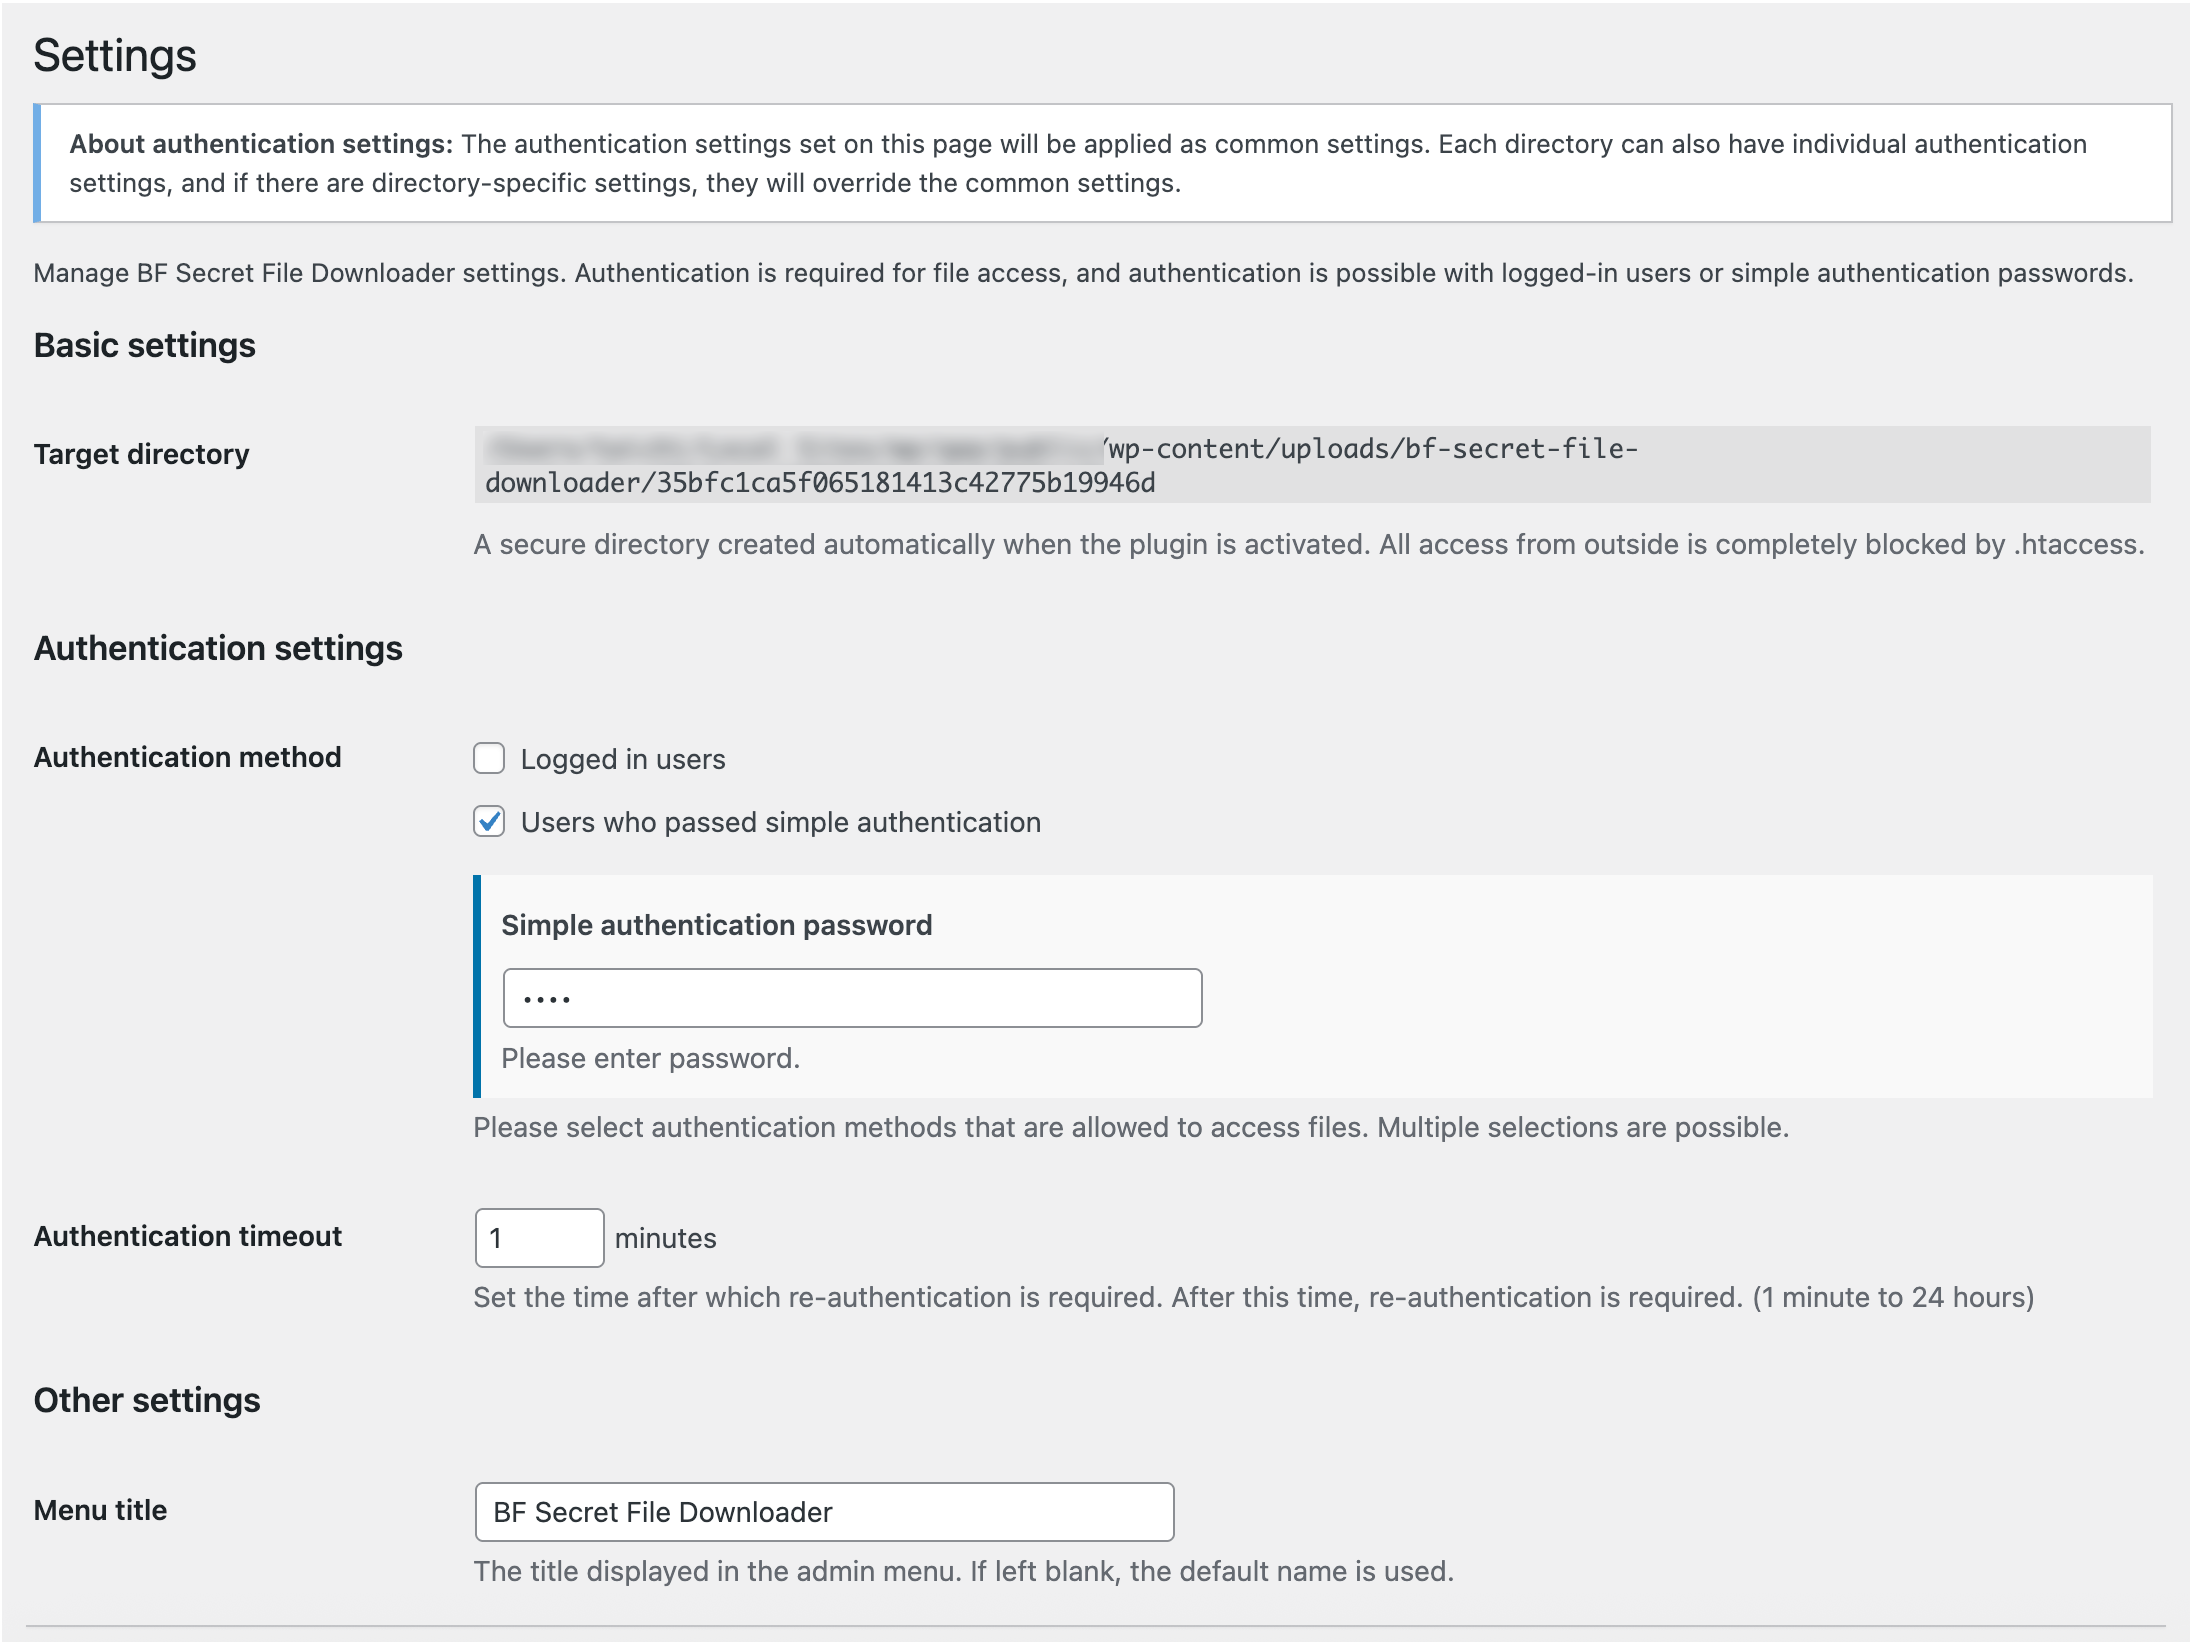 Settings
About authentication settings: The authentication settings set on this page will be applied as common settings. Each directory can also have individual authentication
settings, and if there are directory-specific settings, they will override the common settings.
Manage BF Secret File Downloader settings. Authentication is required for file access, and authentication is possible with logged-in users or simple authentication passwords.
Basic settings
Target directory
/wp-content/uploads/bf-secret-file-
downloader/35bfc1ca5f065181413c42775b19946d
A secure directory created automatically when the plugin is activated. All access from outside is completely blocked by .htaccess.
Authentication settings
Authentication method
Logged in users
Users who passed simple authentication
Simple authentication password
••••
Please enter password.
Please select authentication methods that are allowed to access files. Multiple selections are possible.
Authentication timeout
1 minutes
Set the time after which re-authentication is required. After this time, re-authentication is required. (1 minute to 24 hours)
Other settings
Menu title
BF Secret File Downloader
The title displayed in the admin menu. If left blank, the default name is used.